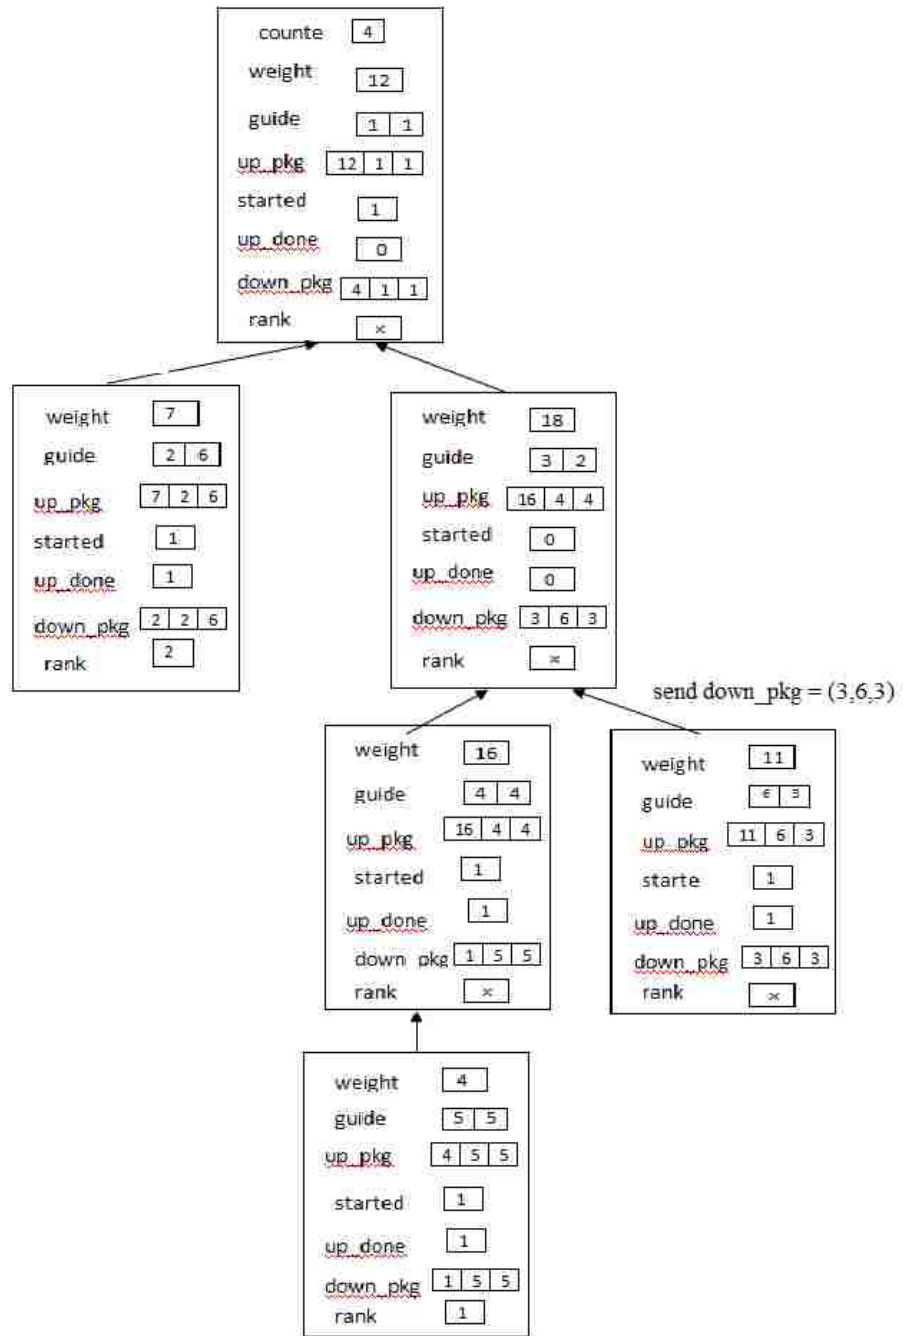 counte 4
weight 12
guide 1 1
up_pkg 12 1 1
started 1
up_done 0
down_pkg 4 1 1
rank ×
weight 7
guide 2 6
up_pkg 7 2 6
started 1
up_done 1
down_pkg 2 2 6
rank 2
weight 18
guide 3 2
up_pkg 16 4 4
started 0
up_done 0
down_pkg 3 6 3
rank ×
send down_pkg = (3,6,3)
weight 16
guide 4 4
up_pkg 16 4 4
started 1
up_done 1
down pkg 1 5 5
rank ×
weight 11
guide 6 3
up pkg 11 6 3
starte 1
up_done 1
down_pkg 3 6 3
rank ×
weight 4
guide 5 5
up_pkg 4 5 5
started 1
up_done 1
down_pkg 1 5 5
rank 1